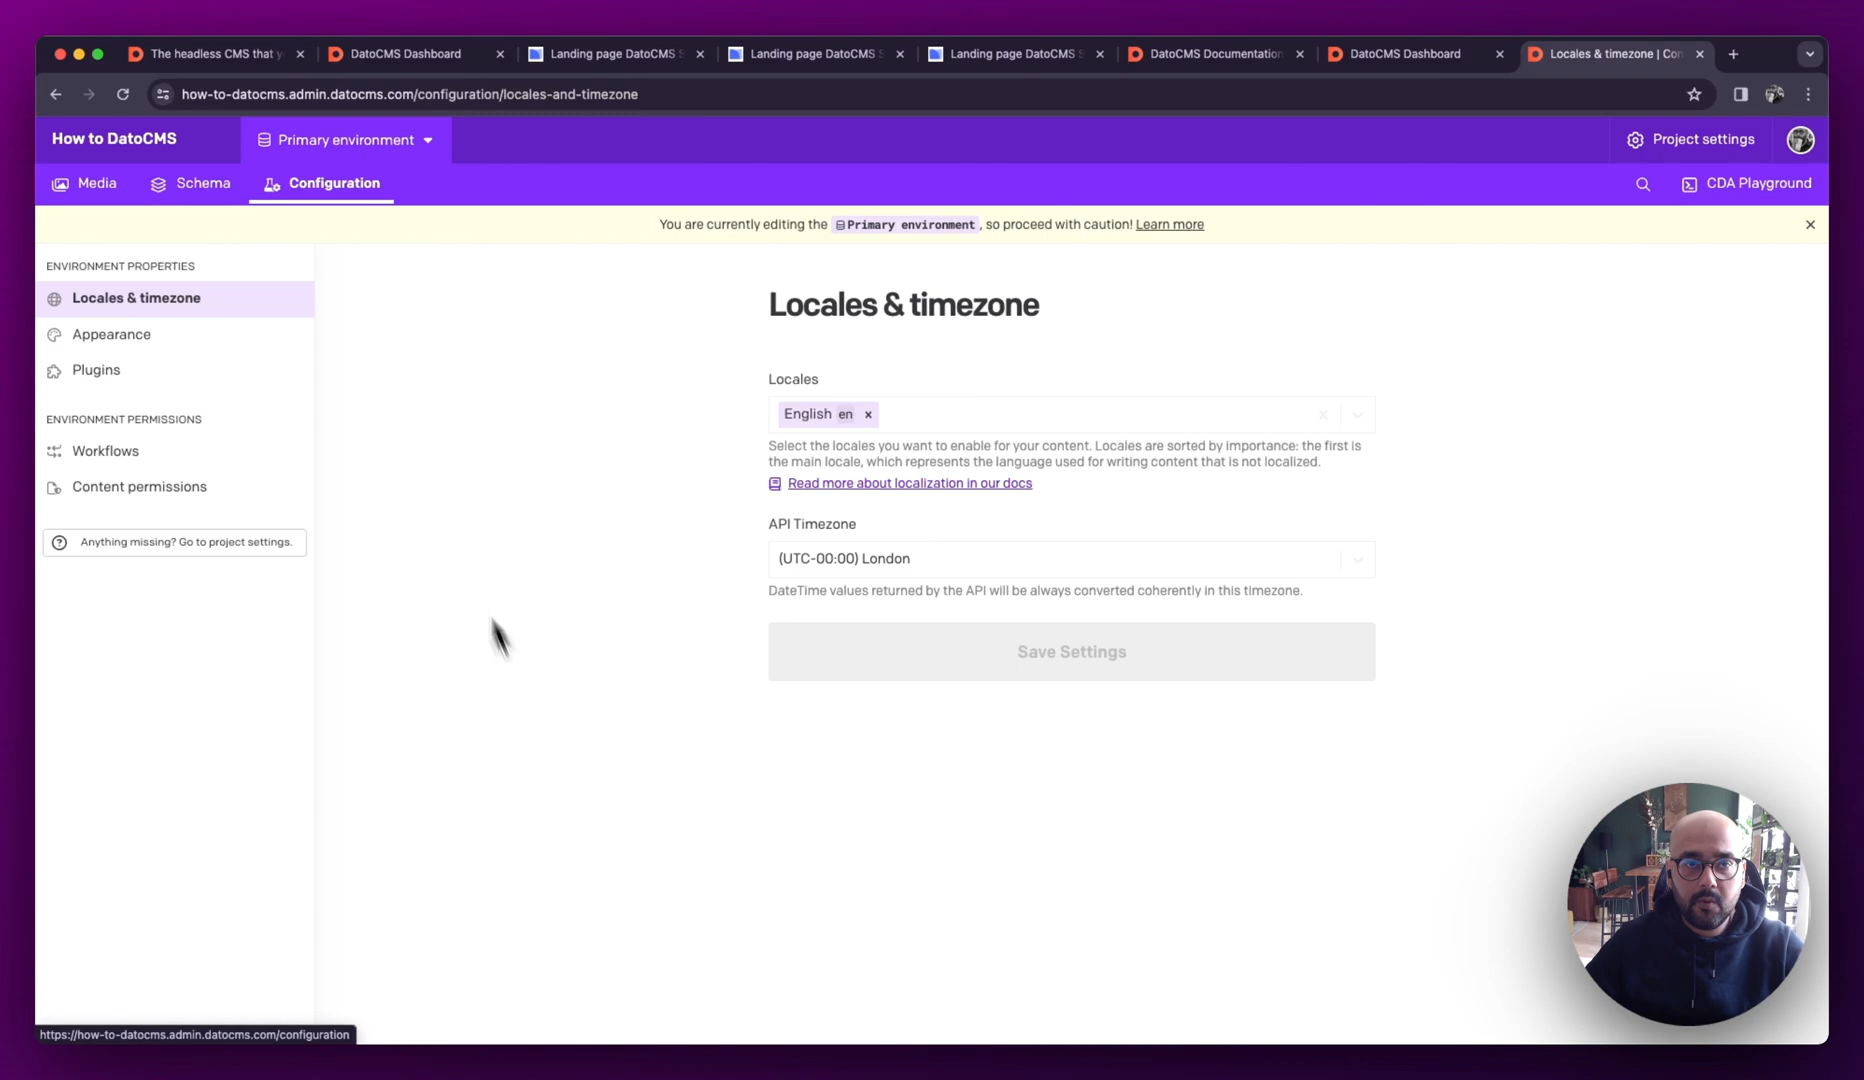 The headless CMS that y
DatoCMS Dashboard
Landing page DatoCMS S
Landing page DatoCMS S
Landing page DatoCMS S
DatoCMS Documentation
DatoCMS Dashboard
Locales & timezone | Con
how-to-datocms.admin.datocms.com/configuration/locales-and-timezone
How to DatoCMS
Primary environment
Project settings
Media
Schema
Configuration
CDA Playground
You are currently editing the Primary environment, so proceed with caution! Learn more
ENVIRONMENT PROPERTIES
Locales & timezone
Appearance
Plugins
ENVIRONMENT PERMISSIONS
Workflows
Content permissions
Anything missing? Go to project settings.
Locales & timezone
Locales
English en
Select the locales you want to enable for your content. Locales are sorted by importance: the first is
the main locale, which represents the language used for writing content that is not localized.
Read more about localization in our docs
API Timezone
(UTC-00:00) London
DateTime values returned by the API will be always converted coherently in this timezone.
Save Settings
https://how-to-datocms.admin.datocms.com/configuration